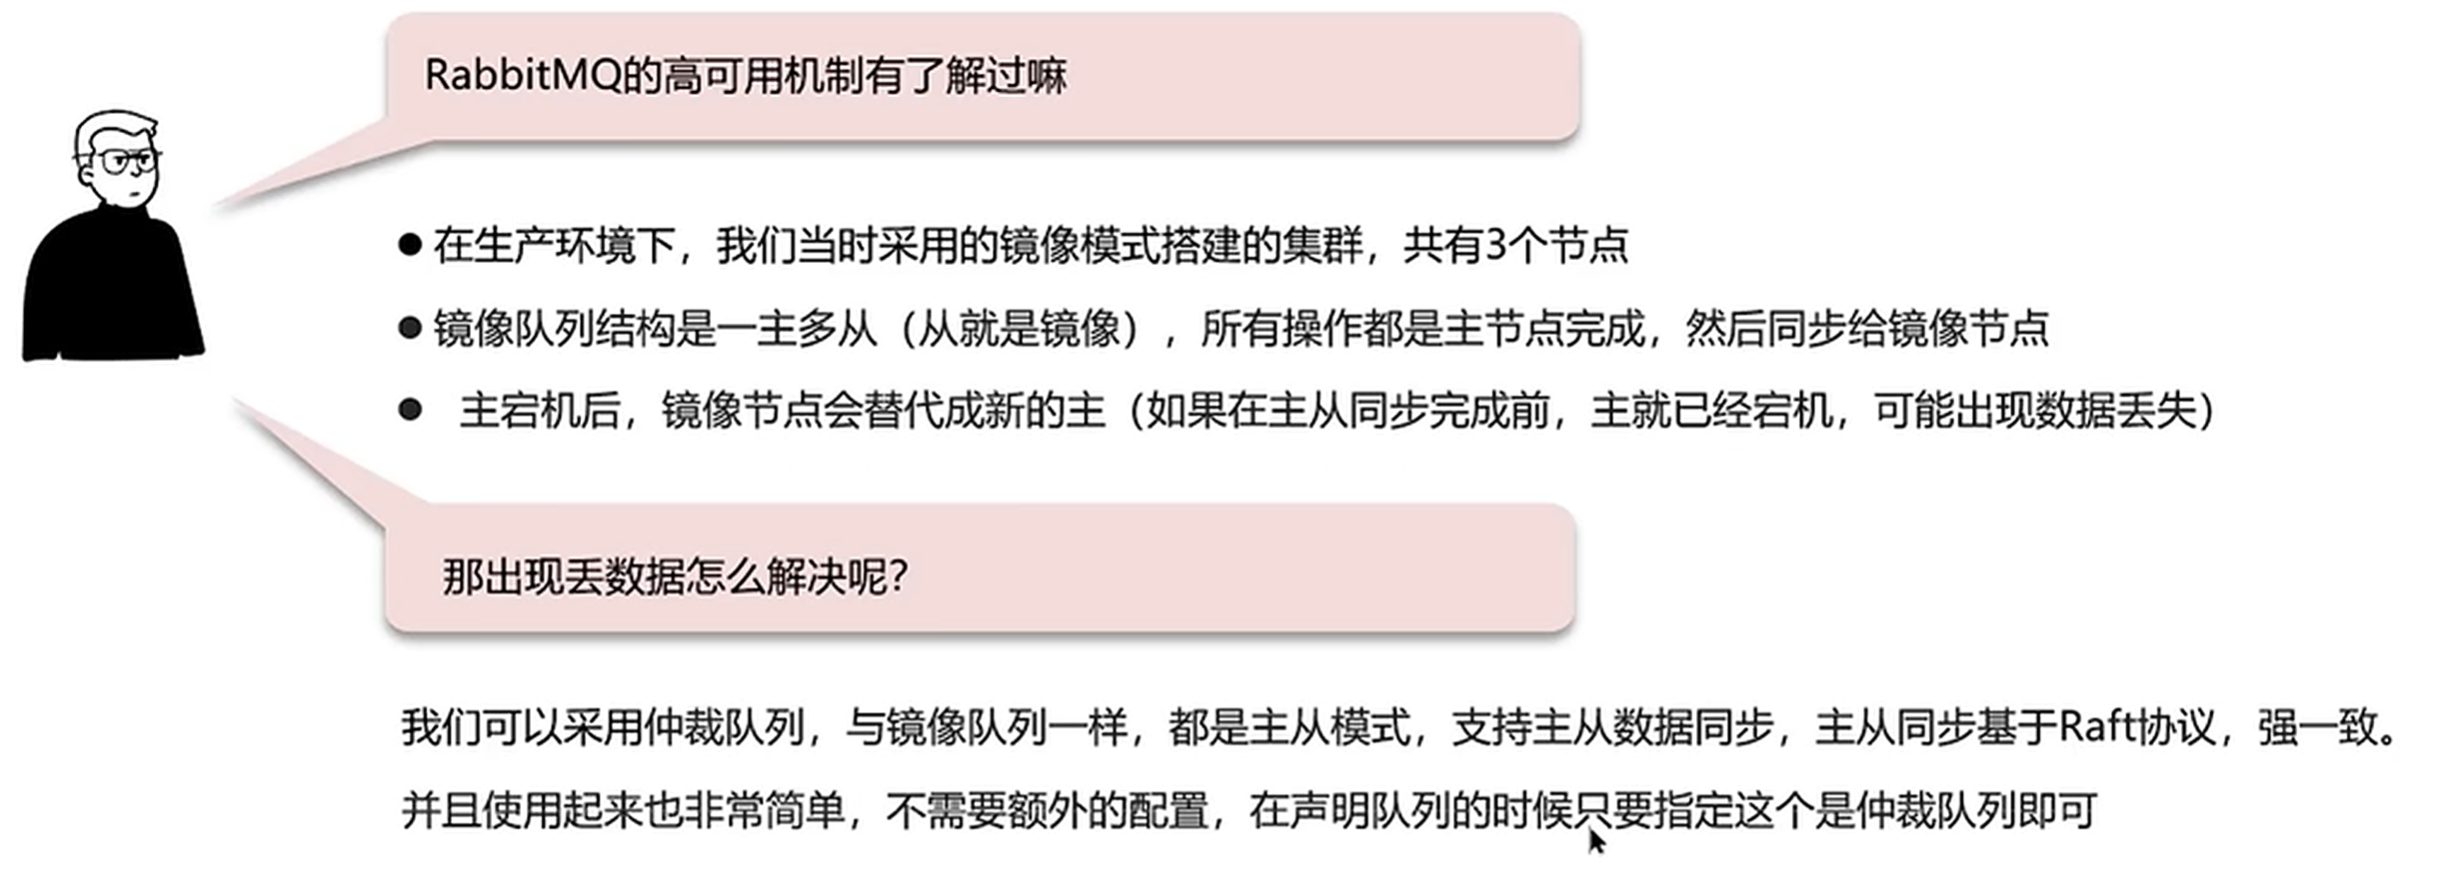 RabbitMQ的高可用机制有了解过嘛
● 在生产环境下，我们当时采用的镜像模式搭建的集群，共有3个节点
● 镜像队列结构是一主多从（从就是镜像），所有操作都是主节点完成，然后同步给镜像节点
● 主宕机后，镜像节点会替代成新的主（如果在主从同步完成前，主就已经宕机，可能出现数据丢失）
那出现丢数据怎么解决呢？
我们可以采用仲裁队列，与镜像队列一样，都是主从模式，支持主从数据同步，主从同步基于Raft协议，强一致。
并且使用起来也非常简单，不需要额外的配置，在声明队列的时候只要指定这个是仲裁队列即可